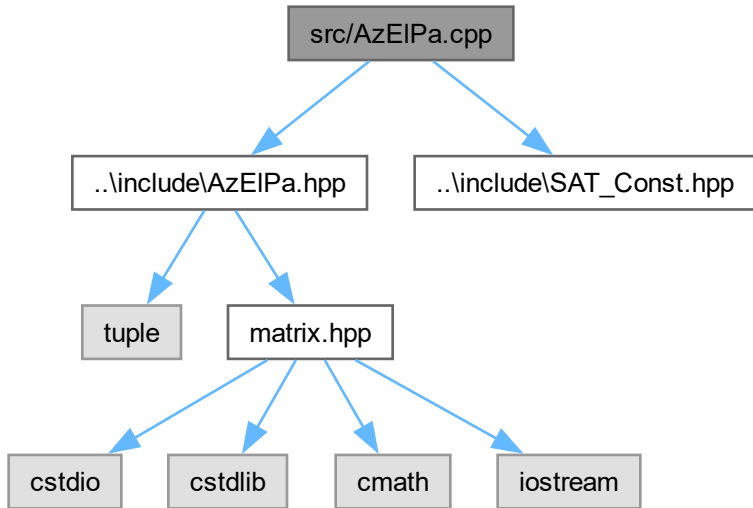 src/AzElPa.cpp
..\include\AzElPa.hpp
..\include\SAT_Const.hpp
tuple
matrix.hpp
cstdio
cstdlib
cmath
iostream